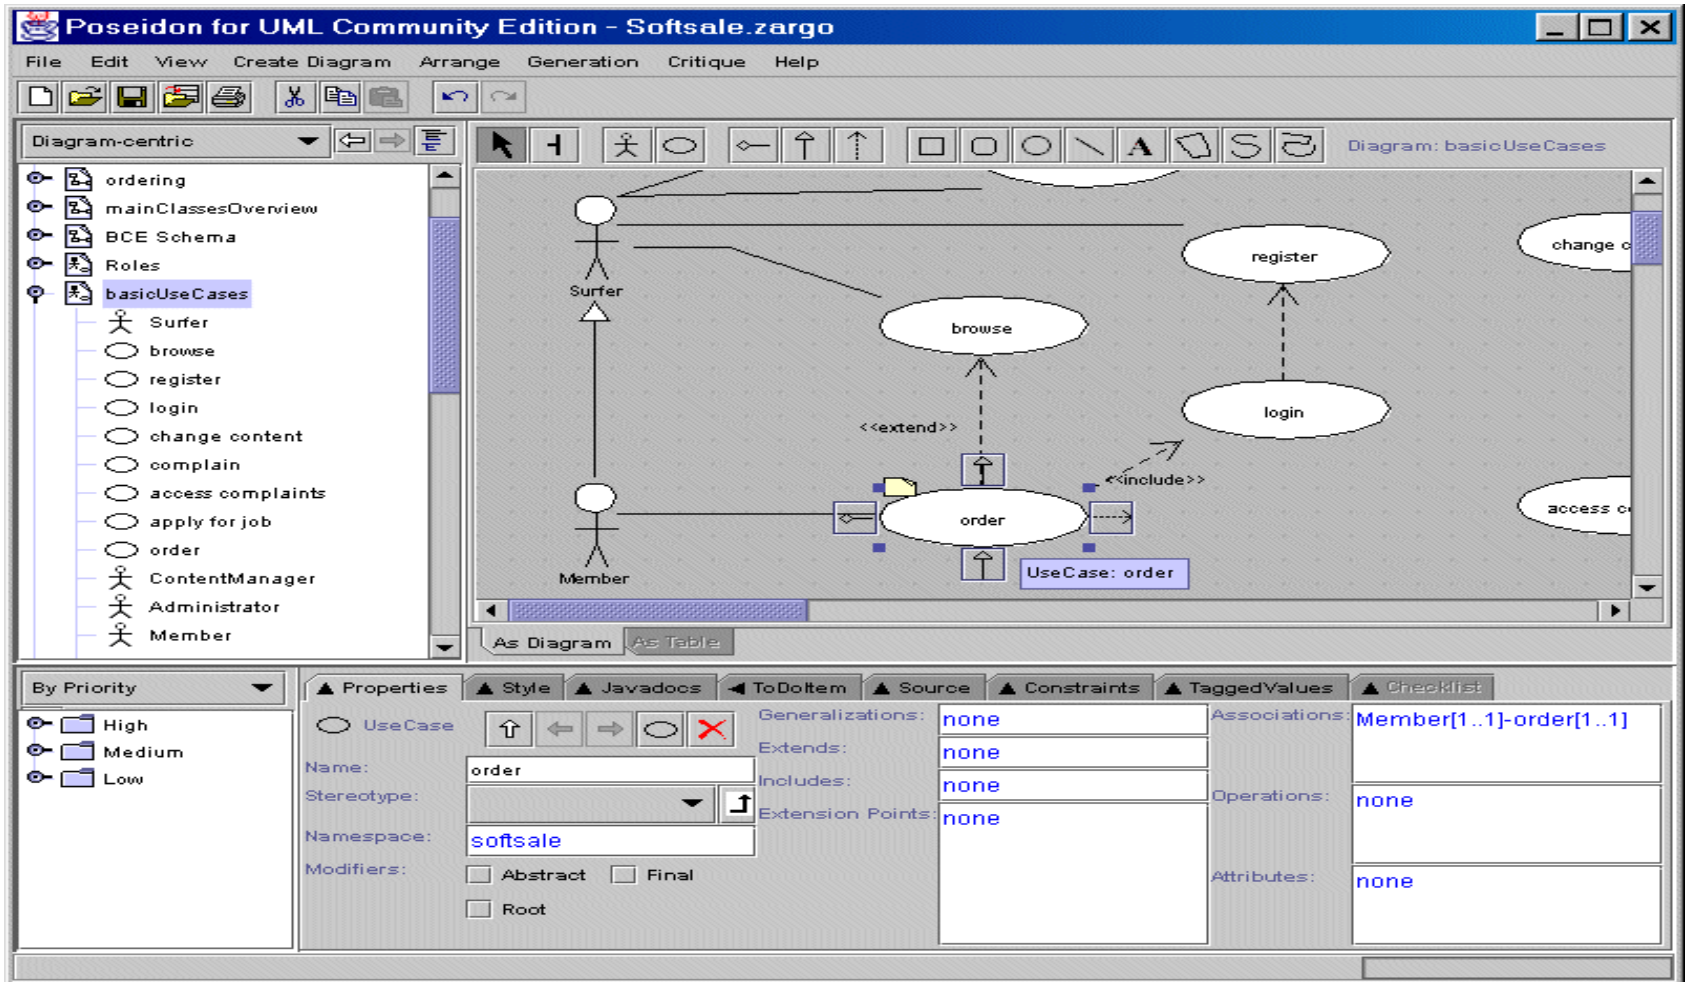 Poseidon for UML Community Edition - Softsale.zargo
File Edit View Create Diagram Arrange Generation Critique Help
Diagram-centric
A
Diagram: basicUseCases
ordering
mainClassesOverview
BCE Schema
Roles
basicUseCases
Surfer
browse
register
login
change content
complain
access complaints
apply for job
order
ContentManager
Administrator
Member
register
change c
Surfer
browse
login
<<extend>>
<<include>>
order
access c
Member
UseCase: order
As Diagram As Table
By Priority
High
Medium
Low
Properties Style Javadocs ToDoItem Source Constraints TaggedValues Checklist
UseCase
Name: order
Stereotype:
Namespace: softsale
Modifiers: Abstract Final
Root
Generalizations: none
Extends: none
Includes: none
Extension Points: none
Associations: Member[1..1]-order[1..1]
Operations: none
Attributes: none